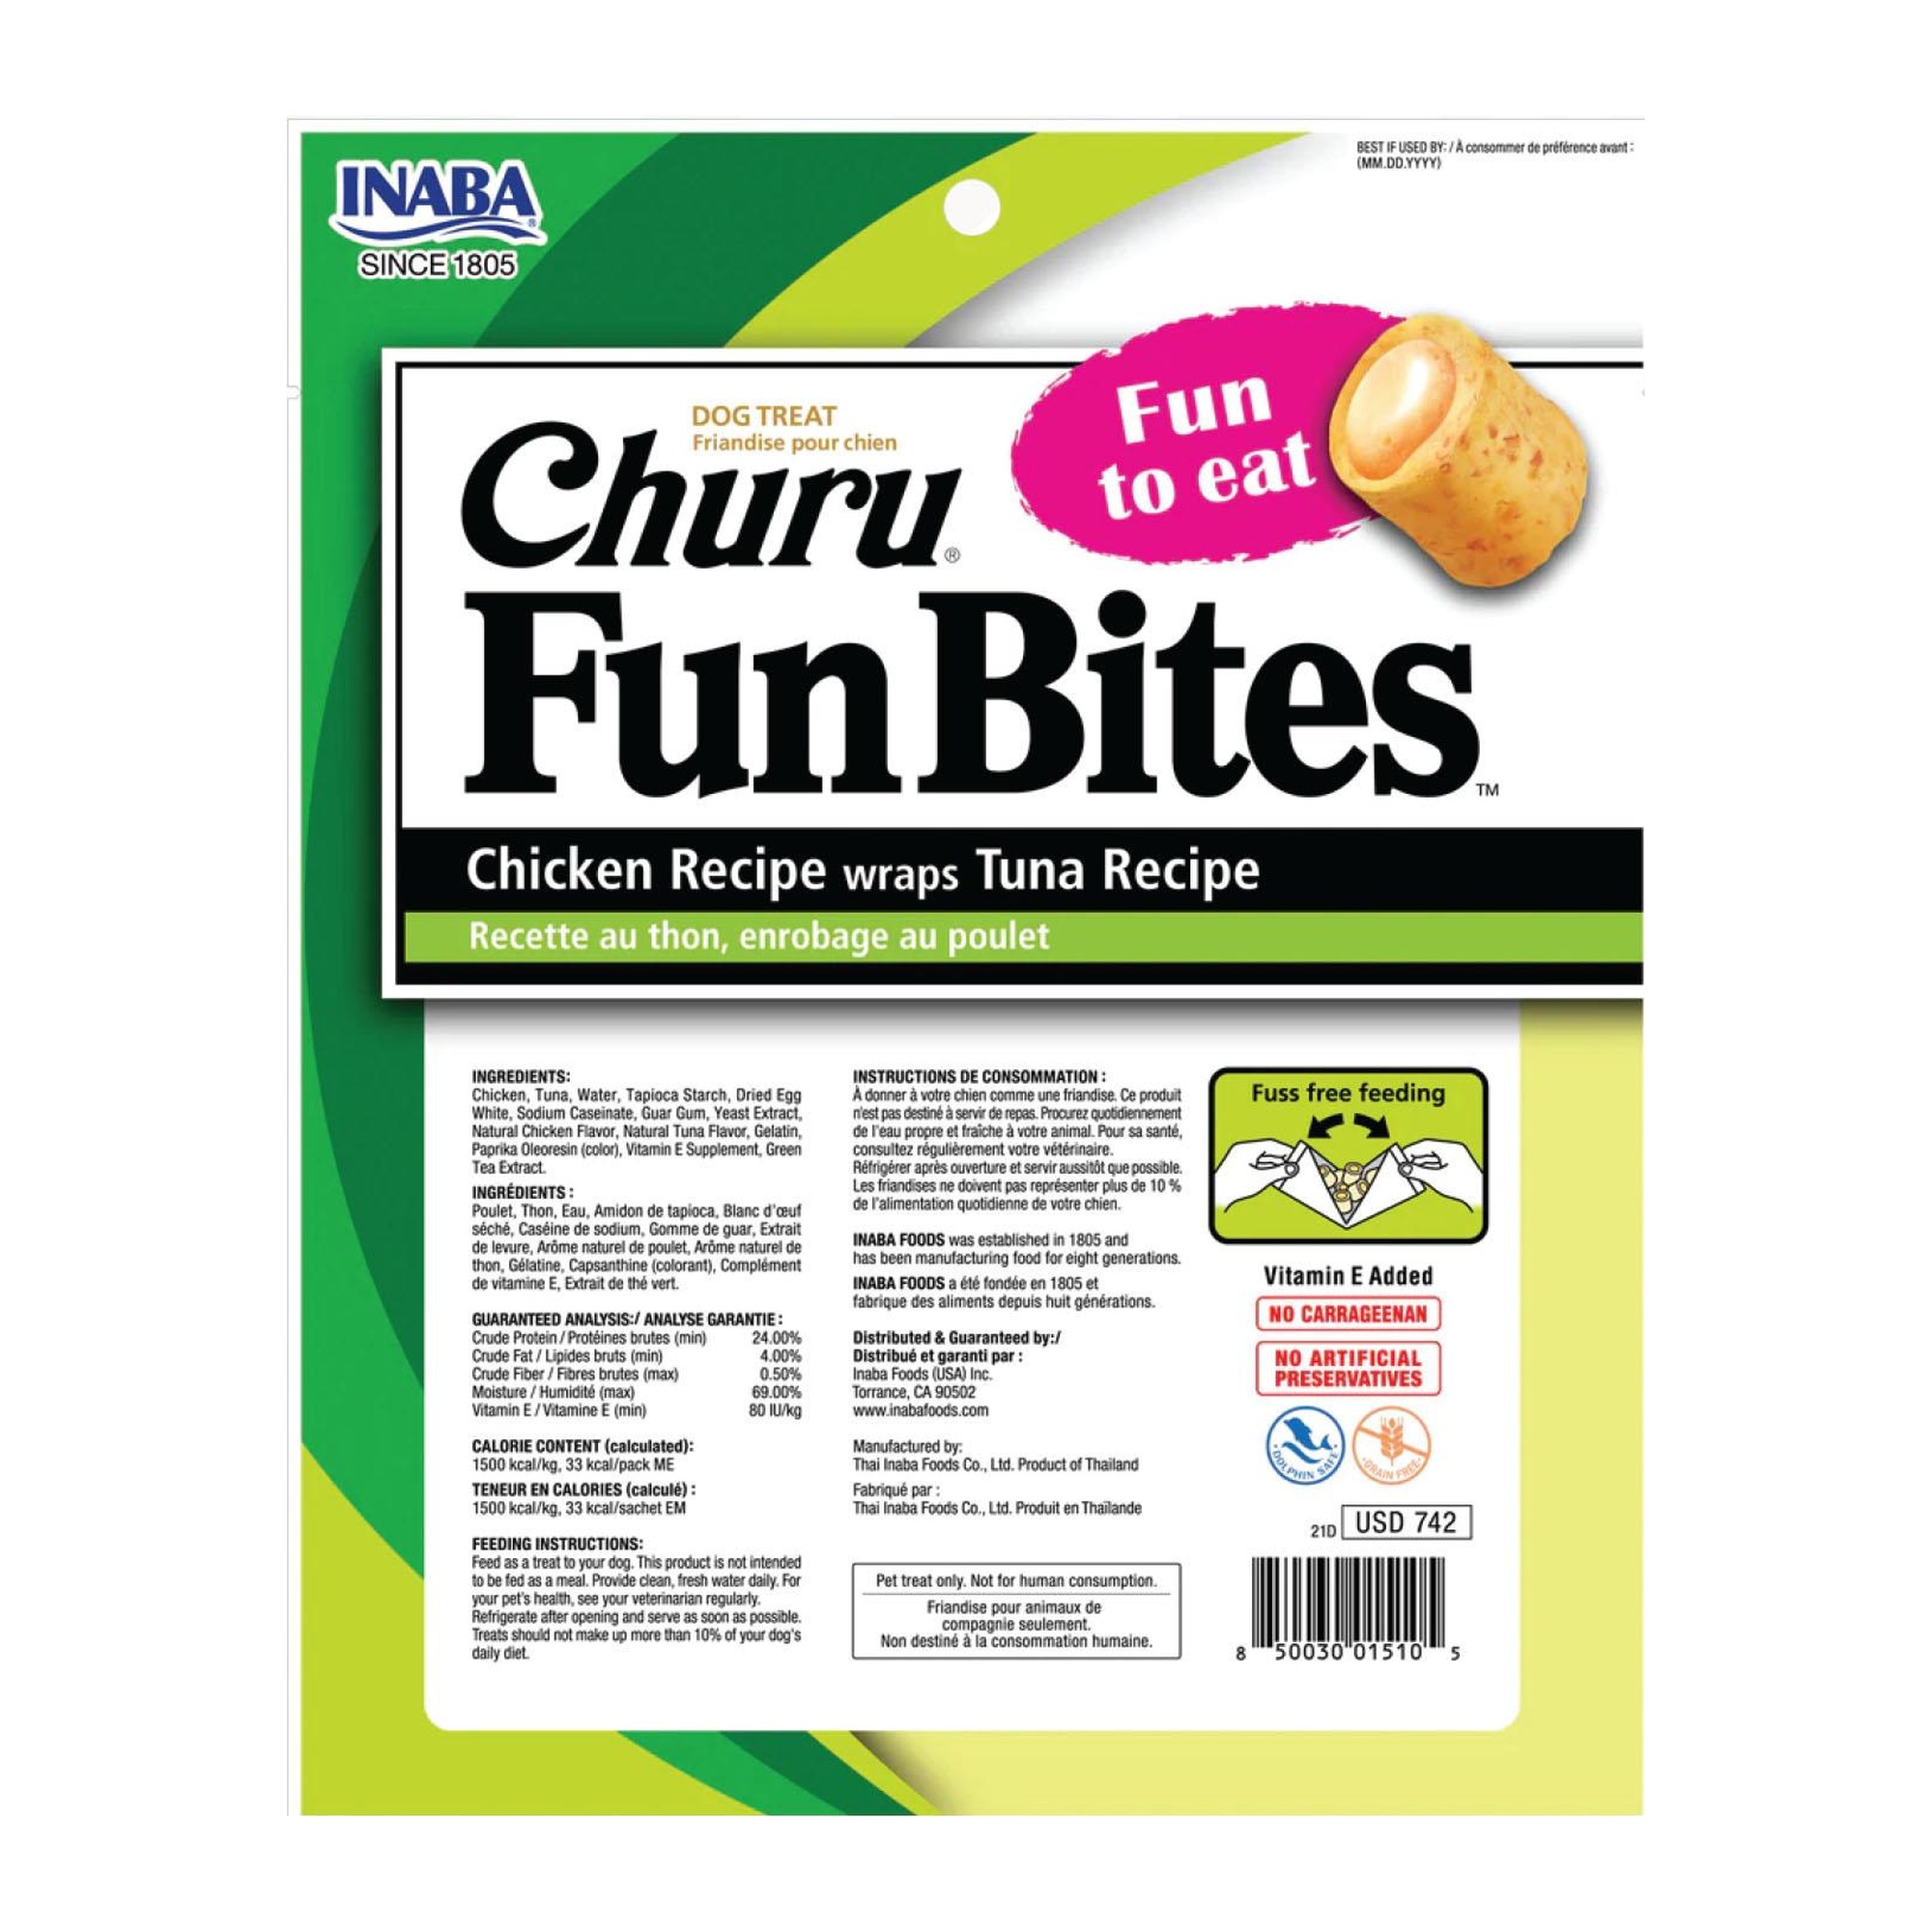 INABA®
SINCE 1805
BEST IF USED BY: / À consommer de préférence avant :
(MM.DD.YYYY)
DOG TREAT
Friandise pour chien
Churu®
Fun
to eat
Fun Bites™
Chicken Recipe wraps Tuna Recipe
Recette au thon, enrobage au poulet
INGREDIENTS:
Chicken, Tuna, Water, Tapioca Starch, Dried Egg
White, Sodium Caseinate, Guar Gum, Yeast Extract,
Natural Chicken Flavor, Natural Tuna Flavor, Gelatin,
Paprika Oleoresin (color), Vitamin E Supplement, Green
Tea Extract.
INGRÉDIENTS :
Poulet, Thon, Eau, Amidon de tapioca, Blanc d'œuf
séché, Caséine de sodium, Gomme de guar, Extrait
de levure, Arôme naturel de poulet, Arôme naturel de
thon, Gélatine, Capsanthine (colorant), Complément
de vitamine E, Extrait de thé vert.
GUARANTEED ANALYSIS:/ ANALYSE GARANTIE :
Crude Protein / Protéines brutes (min) 24.00%
Crude Fat / Lipides bruts (min) 4.00%
Crude Fiber / Fibres brutes (max) 0.50%
Moisture / Humidité (max) 69.00%
Vitamin E / Vitamine E (min) 80 IU/kg
CALORIE CONTENT (calculated):
1500 kcal/kg, 33 kcal/pack ME
TENEUR EN CALORIES (calculé) :
1500 kcal/kg, 33 kcal/sachet EM
FEEDING INSTRUCTIONS:
Feed as a treat to your dog. This product is not intended
to be fed as a meal. Provide clean, fresh water daily. For
your pet's health, see your veterinarian regularly.
Refrigerate after opening and serve as soon as possible.
Treats should not make up more than 10% of your dog's
daily diet.
INSTRUCTIONS DE CONSOMMATION :
À donner à votre chien comme une friandise. Ce produit
n'est pas destiné à servir de repas. Procurez quotidiennement
de l'eau propre et fraîche à votre animal. Pour sa santé,
consultez régulièrement votre vétérinaire.
Réfrigérer après ouverture et servir aussitôt que possible.
Les friandises ne doivent pas représenter plus de 10 %
de l'alimentation quotidienne de votre chien.
INABA FOODS was established in 1805 and
has been manufacturing food for eight generations.
INABA FOODS a été fondée en 1805 et
fabrique des aliments depuis huit générations.
Distributed & Guaranteed by:/
Distribué et garanti par :
Inaba Foods (USA) Inc.
Torrance, CA 90502
www.inabafoods.com
Manufactured by:
Thai Inaba Foods Co., Ltd. Product of Thailand
Fabriqué par :
Thai Inaba Foods Co., Ltd. Produit en Thaïlande
Pet treat only. Not for human consumption.
Friandise pour animaux de
compagnie seulement.
Non destiné à la consommation humaine.
Fuss free feeding
Vitamin E Added
NO CARRAGEENAN
NO ARTIFICIAL
PRESERVATIVES
DOLPHIN SAFE
GRAIN FREE
21D USD 742
8 50030 01510 5